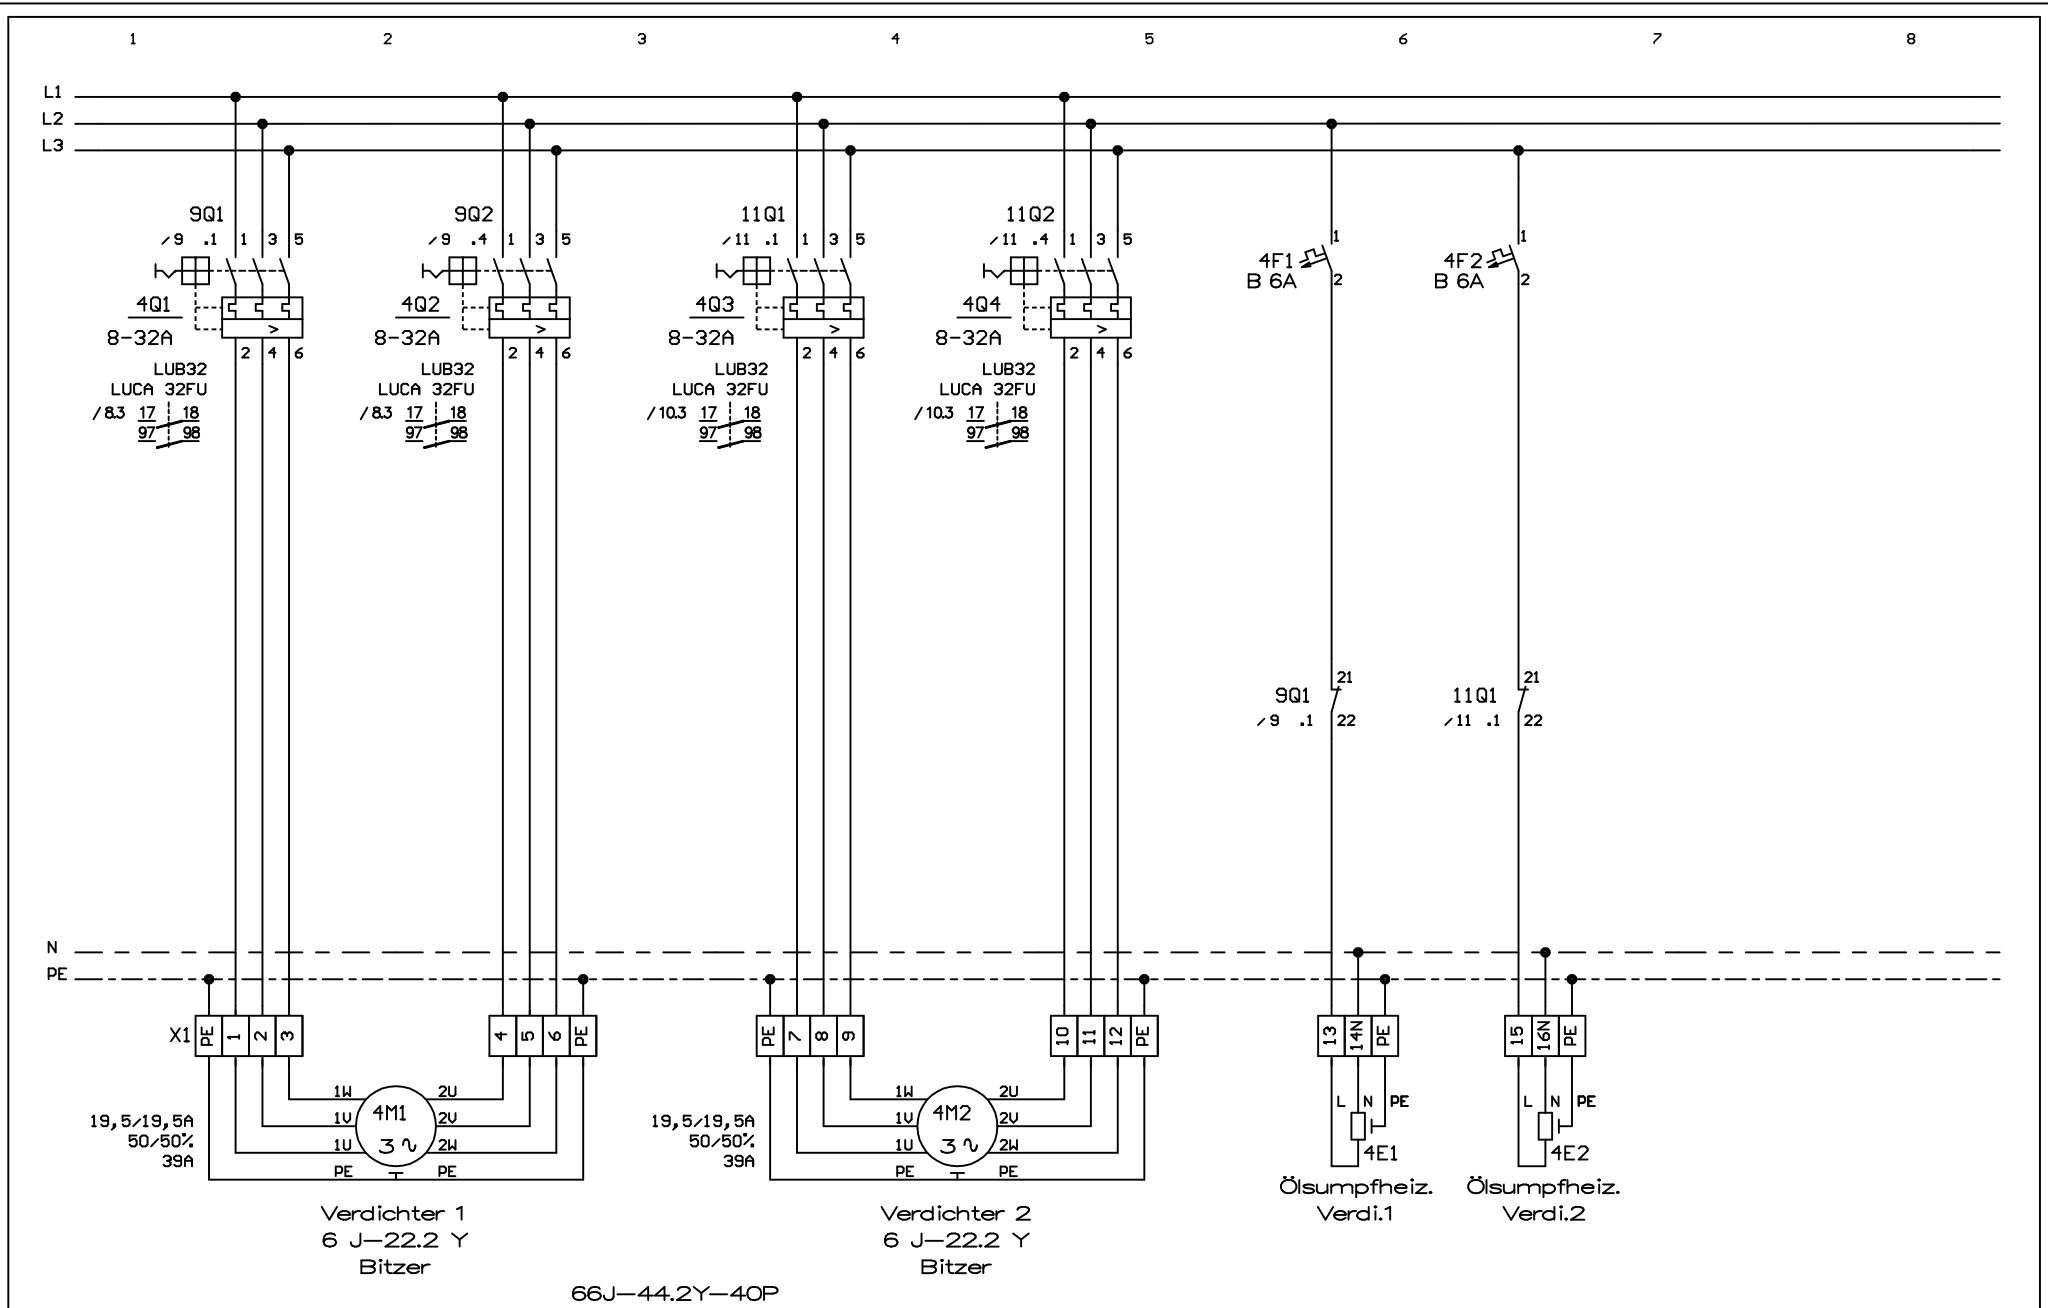 1 2 3 4 5 6 7 8
L1
L2
L3
9Q1 9Q2 11Q1 11Q2
/9 .1 1 3 5 /9 .4 1 3 5 /11 .1 1 3 5 /11 .4 1 3 5 1 1
4F1 4F2
B 6A 2 B 6A 2
4Q1 4Q2 4Q3 4Q4
> > > >
8-32A 8-32A 8-32A 8-32A
2 4 6 2 4 6 2 4 6 2 4 6
LUB32 LUB32 LUB32 LUB32
LUCA 32FU LUCA 32FU LUCA 32FU LUCA 32FU
/8.3 17 18 /8.3 17 18 /10.3 17 18 /10.3 17 18
97 98 97 98 97 98 97 98
21 21
9Q1 11Q1
/9 .1 22 /11 .1 22
N
PE
X1 PE 1 2 3 4 5 6 PE PE 7 8 9 10 11 12 PE 13 14N PE 15 16N PE
1W 2U 1W 2U L N PE L N PE
4M1 4M2
19,5/19,5A 1V 2V 19,5/19,5A 1V 2V
50/50% 1U 3 ∿ 2W 50/50% 1U 3 ∿ 2W 4E1 4E2
39A PE PE 39A PE PE
Ölsumpfheiz. Ölsumpfheiz.
Verdichter 1 Verdichter 2 Verdi.1 Verdi.2
6 J-22.2 Y 6 J-22.2 Y
Bitzer Bitzer
66J-44.2Y-40P